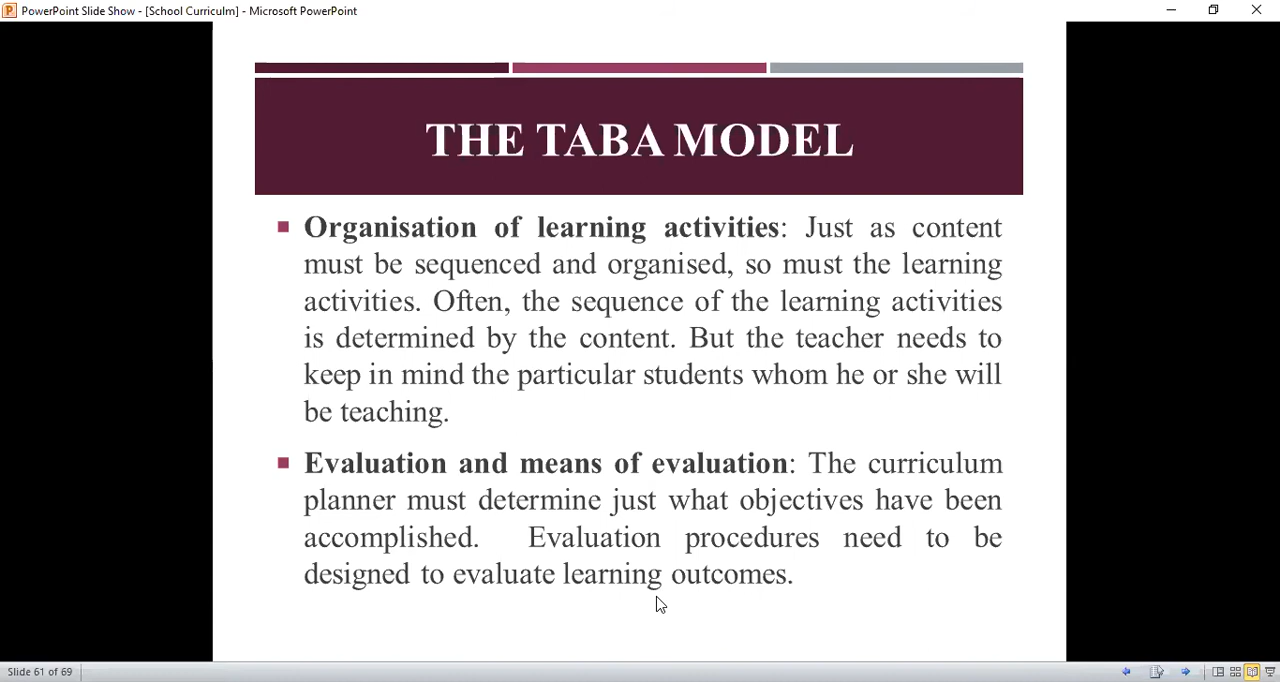 PowerPoint Slide Show - [School Curriculm] - Microsoft PowerPoint
THE TABA MODEL
Organisation of learning activities: Just as content
must be sequenced and organised, so must the learning
activities. Often, the sequence of the learning activities
is determined by the content. But the teacher needs to
keep in mind the particular students whom he or she will
be teaching.
Evaluation and means of evaluation: The curriculum
planner must determine just what objectives have been
accomplished. Evaluation procedures need to be
designed to evaluate learning outcomes.
Slide 61 of 69